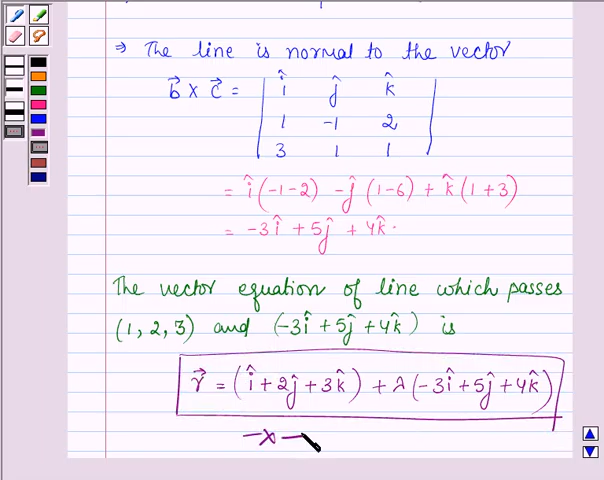 ⇒ The line is normal to the vector
b⃗ × c⃗ = | î ĵ k̂ |
| 1 -1 2 |
| 3 1 1 |
= î(-1-2) - ĵ(1-6) + k̂(1+3)
= -3î + 5ĵ + 4k̂.
The vector equation of line which passes
(1, 2, 3) and (-3î + 5ĵ + 4k̂) is
r⃗ = (î + 2ĵ + 3k̂) + λ(-3î + 5ĵ + 4k̂)
-x-